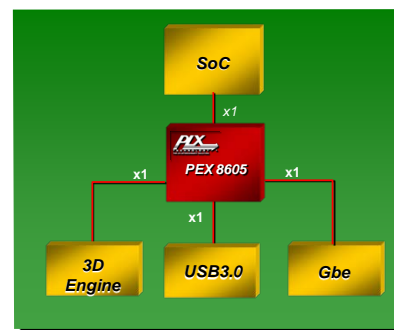 SoC
x1
PLX
PEX 8605
x1
x1
x1
3D
Engine
USB3.0
Gbe